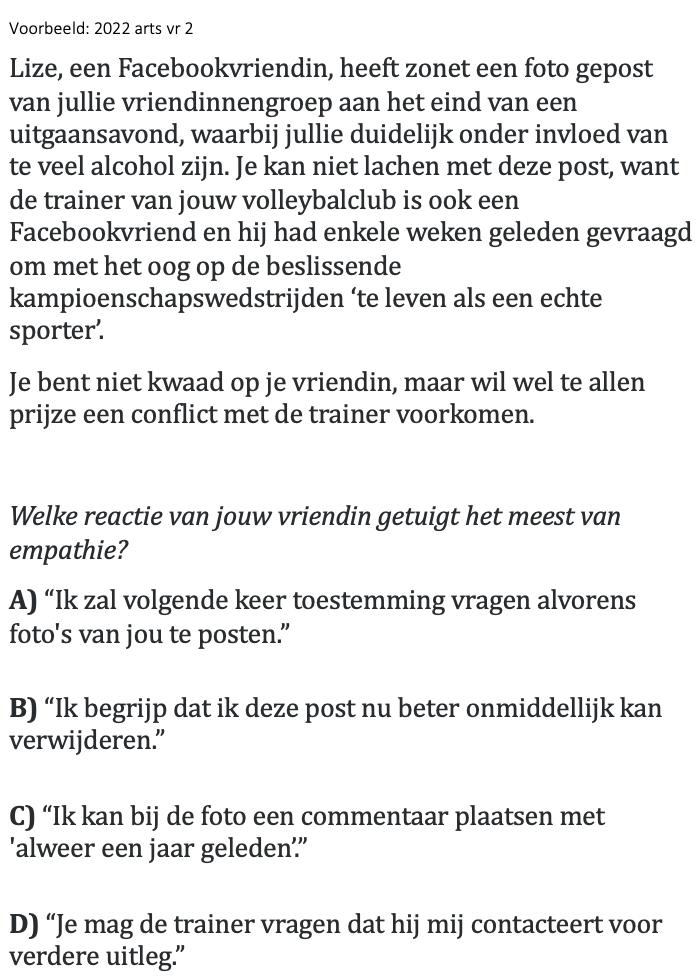 Voorbeeld: 2022 arts vr 2
Lize, een Facebookvriendin, heeft zonet een foto gepost
van jullie vriendinnengroep aan het eind van een
uitgaansavond, waarbij jullie duidelijk onder invloed van
te veel alcohol zijn. Je kan niet lachen met deze post, want
de trainer van jouw volleybalclub is ook een
Facebookvriend en hij had enkele weken geleden gevraagd
om met het oog op de beslissende
kampioenschapswedstrijden ‘te leven als een echte
sporter’.
Je bent niet kwaad op je vriendin, maar wil wel te allen
prijze een conflict met de trainer voorkomen.
Welke reactie van jouw vriendin getuigt het meest van
empathie?
A) “Ik zal volgende keer toestemming vragen alvorens
foto's van jou te posten.”
B) “Ik begrijp dat ik deze post nu beter onmiddellijk kan
verwijderen.”
C) “Ik kan bij de foto een commentaar plaatsen met
'alweer een jaar geleden'.”
D) “Je mag de trainer vragen dat hij mij contacteert voor
verdere uitleg.”